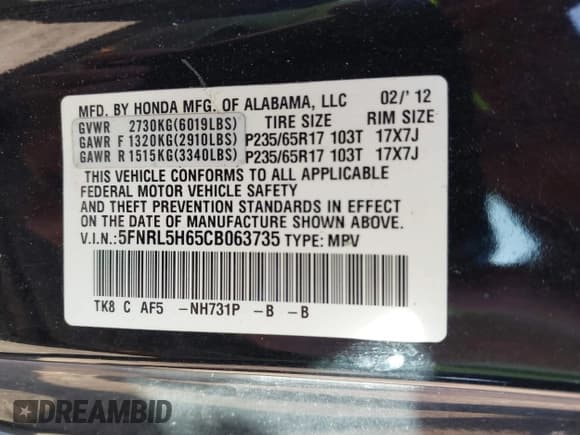 MFD. BY HONDA MFG. OF ALABAMA, LLC 02/' 12
GVWR 2730KG(6019LBS) TIRE SIZE RIM SIZE
GAWR F 1320KG(2910LBS) P235/65R17 103T 17X7J
GAWR R 1515KG(3340LBS) P235/65R17 103T 17X7J
THIS VEHICLE CONFORMS TO ALL APPLICABLE
FEDERAL MOTOR VEHICLE SAFETY
AND THEFT PREVENTION STANDARDS IN EFFECT
ON THE DATE OF MANUFACTURE SHOWN ABOVE.
V.I.N.:5FNRL5H65CB063735 TYPE: MPV
TK8 C AF5 -NH731P -B -B
DREAMBID